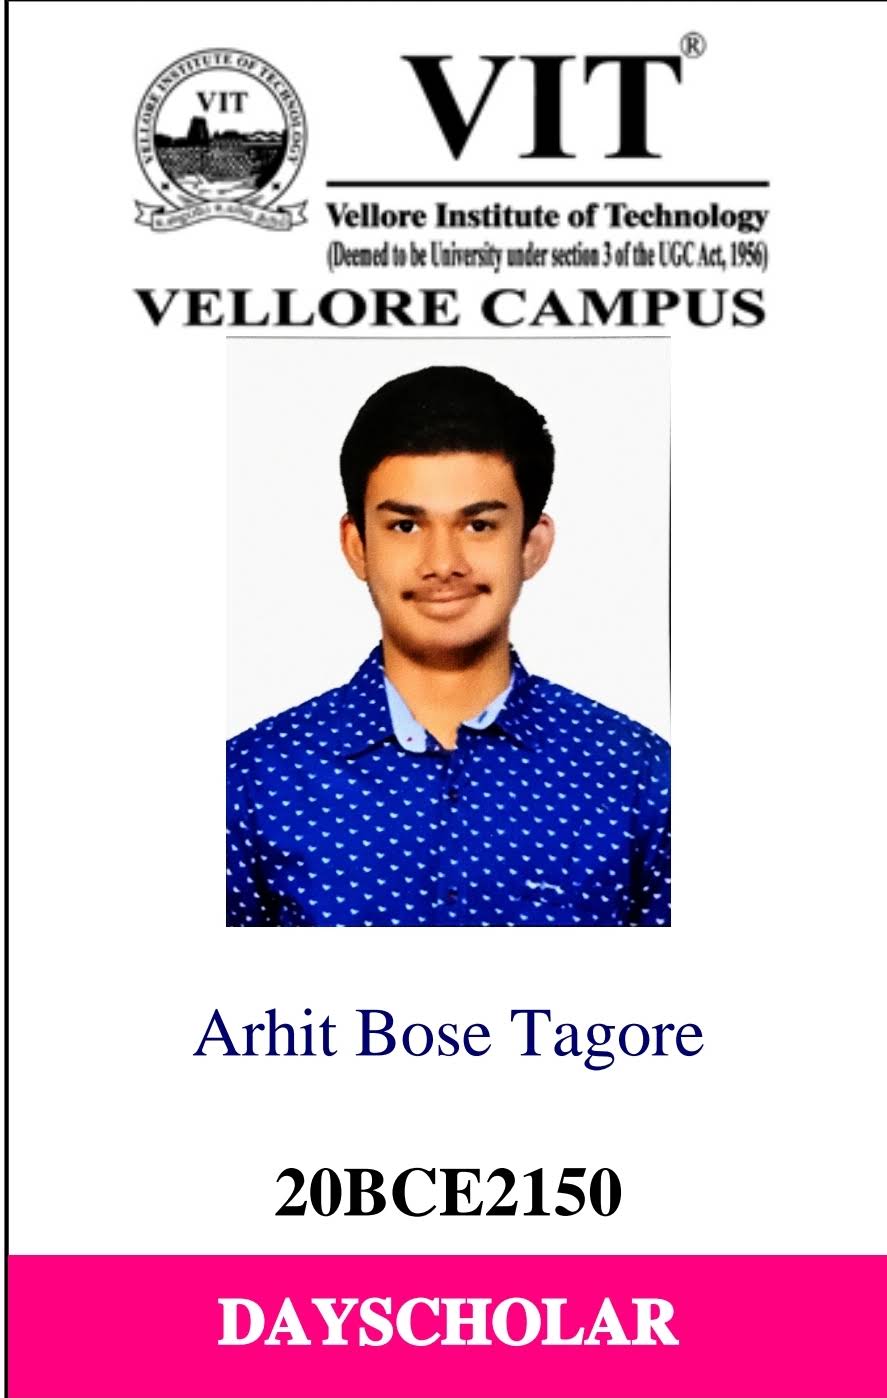 VELLORE INSTITUTE OF TECHNOLOGY
VIT
VIT®
Vellore Institute of Technology
(Deemed to be University under section 3 of the UGC Act, 1956)
VELLORE CAMPUS
Arhit Bose Tagore
20BCE2150
DAYSCHOLAR